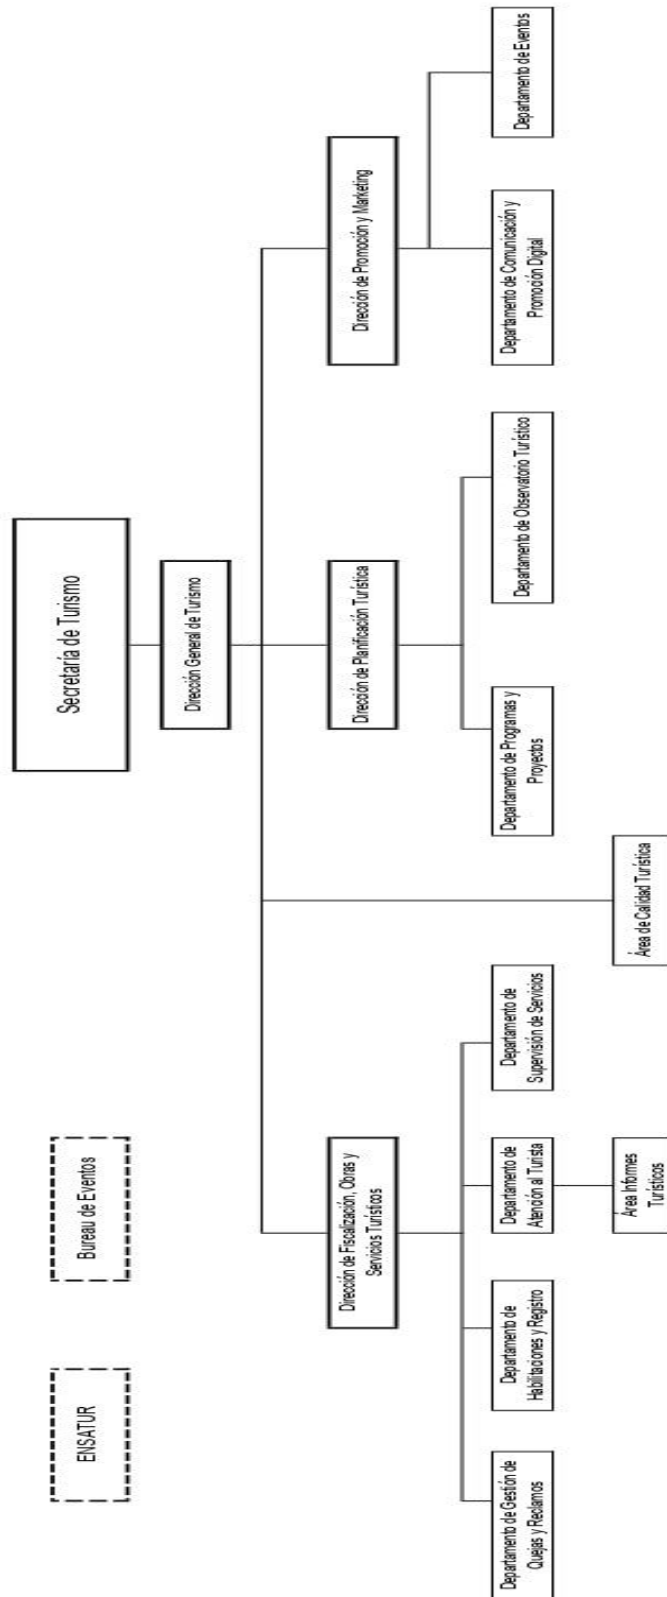 ENSATUR
Bureau de Eventos
Secretaría de Turismo
Dirección General de Turismo
Dirección de Fiscalización, Obras y
Servicios Turísticos
Dirección de Planificación Turística
Dirección de Promoción y Marketing
Departamento de Gestión de
Quejas y Reclamos
Departamento de
Habilitaciones y Registro
Departamento de
Atención al Turista
Departamento de
Supervisión de Servicios
Departamento de Programas y
Proyectos
Departamento de Observatorio Turístico
Departamento de Comunicación y
Promoción Digital
Departamento de Eventos
Área Informes
Turísticos
Área de Calidad Turística